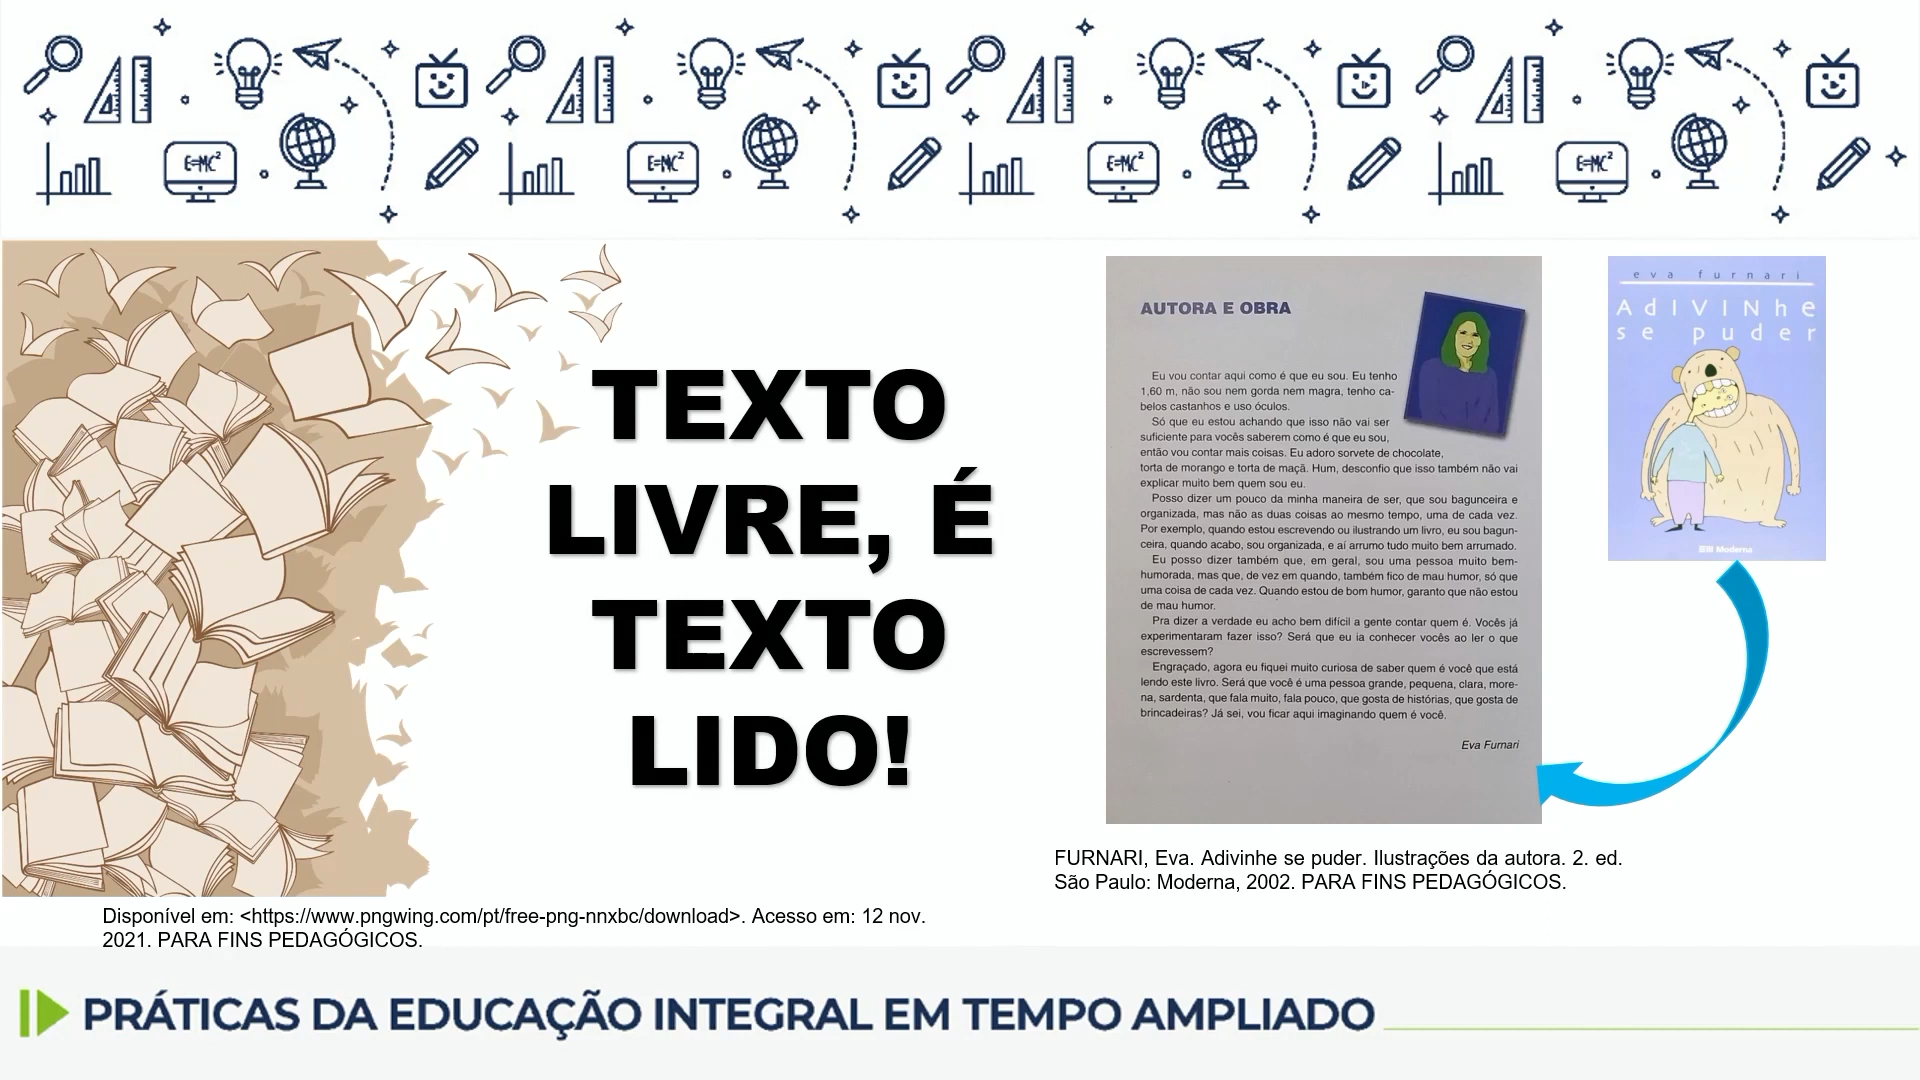 E=MC²
E=MC²
E=MC²
E=MC²
TEXTO
LIVRE, É
TEXTO
LIDO!
AUTORA E OBRA
Eu vou contar aqui como é que eu sou. Eu tenho
1,60 m, não sou nem gorda nem magra, tenho ca-
belos castanhos e uso óculos.
Só que eu estou achando que isso não vai ser
suficiente para vocês saberem como é que eu sou,
então vou contar mais coisas. Eu adoro sorvete de chocolate,
torta de morango e torta de maçã. Hum, desconfio que isso também não vai
explicar muito bem quem sou eu.
Posso dizer um pouco da minha maneira de ser, que sou bagunceira e
organizada, mas não as duas coisas ao mesmo tempo, uma de cada vez.
Por exemplo, quando estou escrevendo ou ilustrando um livro, eu sou bagun-
ceira, quando acabo, sou organizada, e aí arrumo tudo muito bem arrumado.
Eu posso dizer também que, em geral, sou uma pessoa muito bem-
humorada, mas que, de vez em quando, também fico de mau humor, só que
uma coisa de cada vez. Quando estou de bom humor, garanto que não estou
de mau humor.
Pra dizer a verdade eu acho bem difícil a gente contar quem é. Vocês já
experimentaram fazer isso? Será que eu ia conhecer vocês ao ler o que
escrevessem?
Engraçado, agora eu fiquei muito curiosa de saber quem é você que está
lendo este livro. Será que você é uma pessoa grande, pequena, clara, more-
na, sardenta, que fala muito, fala pouco, que gosta de histórias, que gosta de
brincadeiras? Já sei, vou ficar aqui imaginando quem é você.
Eva Furnari
eva furnari
AdIVINhe
se puder
Moderna
FURNARI, Eva. Adivinhe se puder. Ilustrações da autora. 2. ed.
São Paulo: Moderna, 2002. PARA FINS PEDAGÓGICOS.
Disponível em: <https://www.pngwing.com/pt/free-png-nnxbc/download>. Acesso em: 12 nov.
2021. PARA FINS PEDAGÓGICOS.
PRÁTICAS DA EDUCAÇÃO INTEGRAL EM TEMPO AMPLIADO